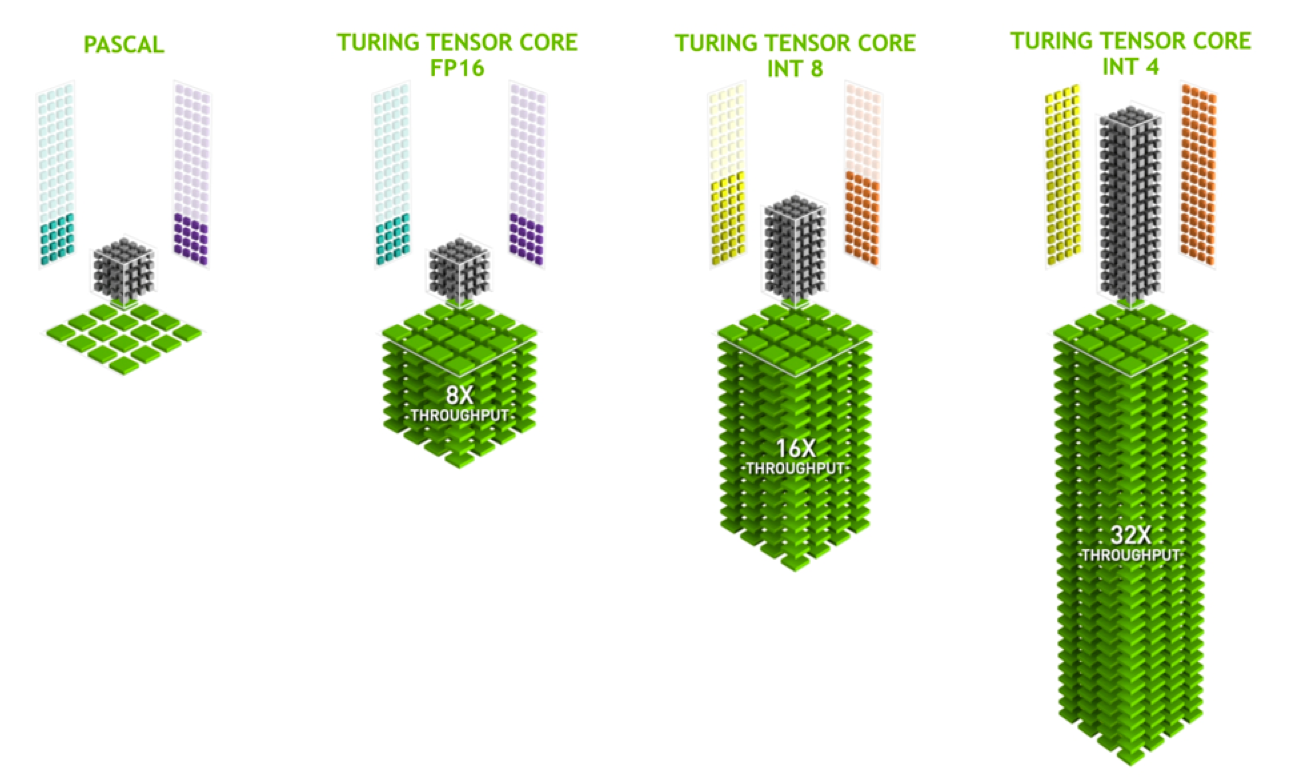 PASCAL
TURING TENSOR CORE
FP16
TURING TENSOR CORE
INT 8
TURING TENSOR CORE
INT 4
8X
THROUGHPUT
16X
THROUGHPUT
32X
THROUGHPUT